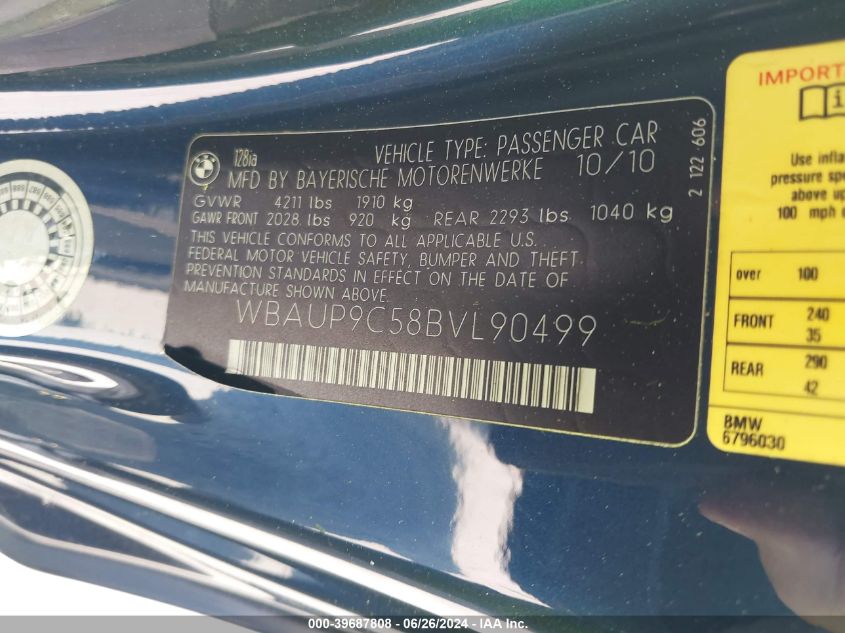 128ia
VEHICLE TYPE: PASSENGER CAR
MFD BY BAYERISCHE MOTORENWERKE 10/10
GVWR 4211 lbs 1910 kg
GAWR FRONT 2028 lbs 920 kg REAR 2293 lbs 1040 kg
THIS VEHICLE CONFORMS TO ALL APPLICABLE U.S.
FEDERAL MOTOR VEHICLE SAFETY, BUMPER AND THEFT
PREVENTION STANDARDS IN EFFECT ON THE DATE OF
MANUFACTURE SHOWN ABOVE.
WBAUP9C58BVL90499
2 122 606
IMPORT
i
Use infla
pressure spe
above up
100 mph o
over 100
FRONT 240
35
REAR 290
42
BMW
6796030
000-39687808 - 06/26/2024 - IAA Inc.